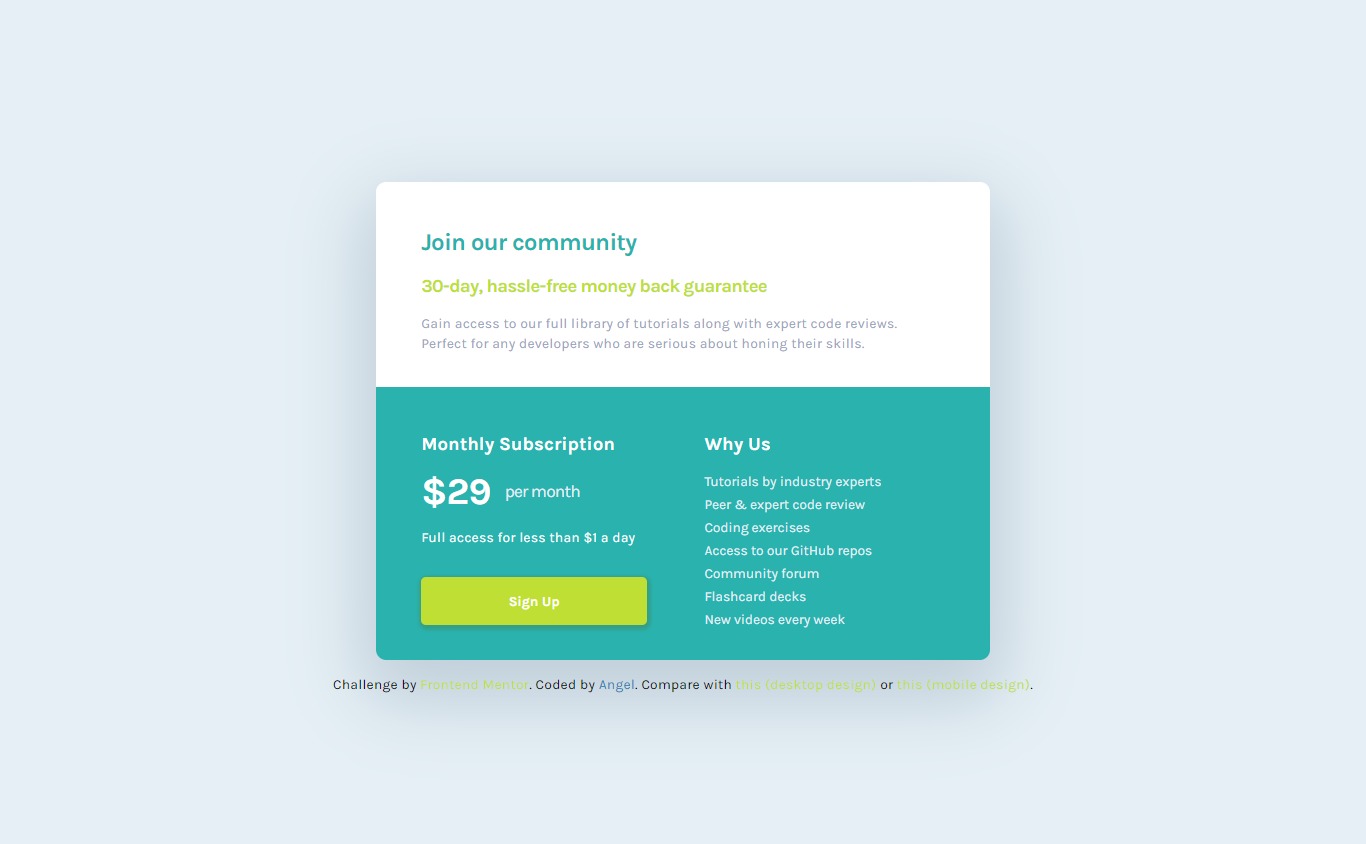 Join our community
30-day, hassle-free money back guarantee
Gain access to our full library of tutorials along with expert code reviews.
Perfect for any developers who are serious about honing their skills.
Monthly Subscription
$29 per month
Full access for less than $1 a day
Sign Up
Why Us
Tutorials by industry experts
Peer & expert code review
Coding exercises
Access to our GitHub repos
Community forum
Flashcard decks
New videos every week
Challenge by Frontend Mentor. Coded by Angel. Compare with this (desktop design) or this (mobile design).